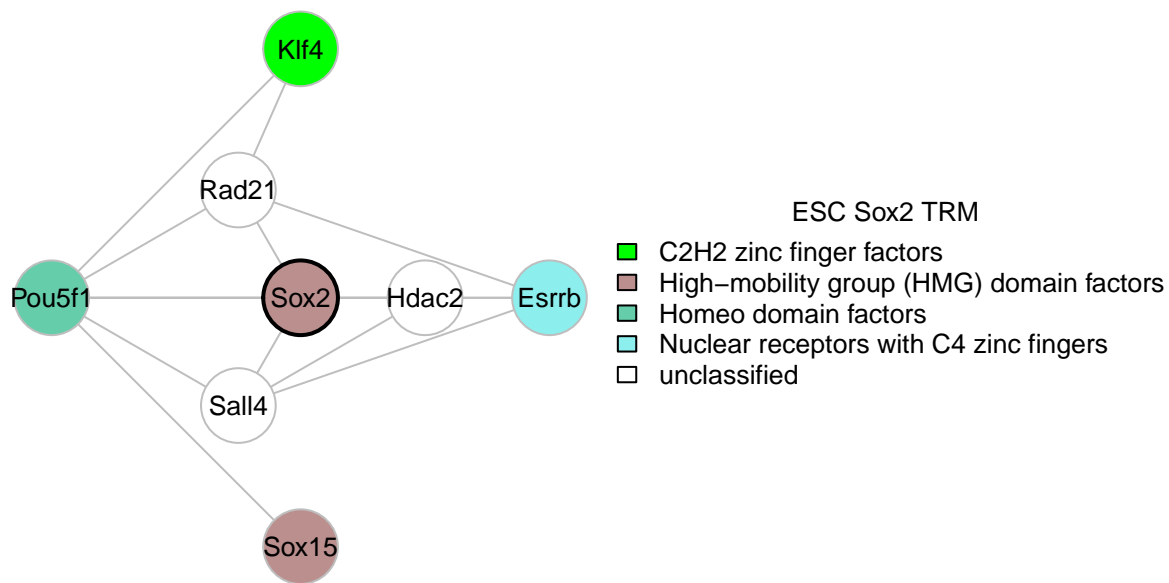 Klf4
Rad21
Pou5f1
Sox2
Hdac2
Esrrb
Sall4
Sox15
ESC Sox2 TRM
C2H2 zinc finger factors
High−mobility group (HMG) domain factors
Homeo domain factors
Nuclear receptors with C4 zinc fingers
unclassified